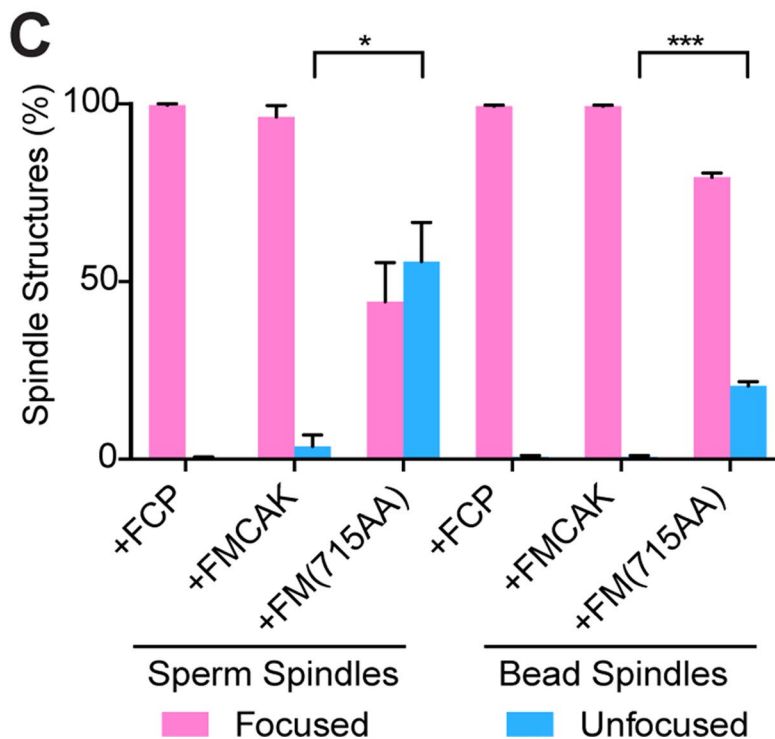 C
* ***
100
50
0
Spindle Structures (%)
+FCP +FMCAK +FM(715AA) +FCP +FMCAK +FM(715AA)
Sperm Spindles Bead Spindles
Focused Unfocused